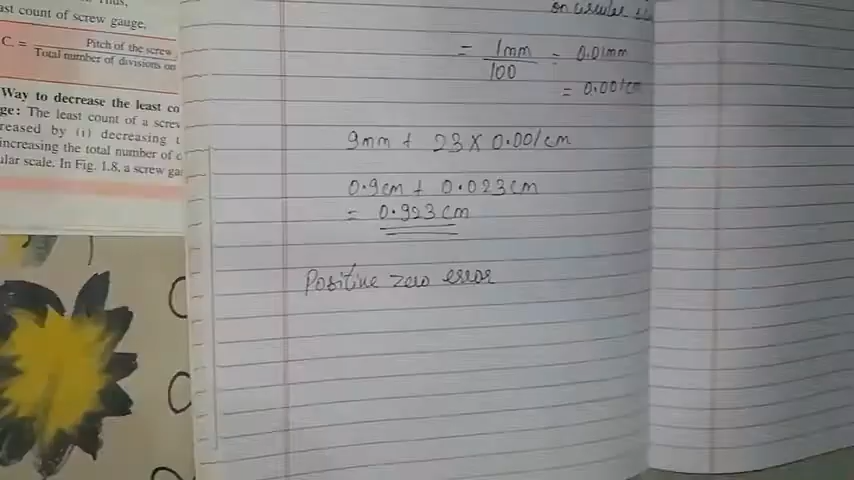 Thus,
ast count of screw gauge,
C. = Pitch of the screw
Total number of divisions on
Way to decrease the least co
ge: The least count of a screw
reased by (i) decreasing t
increasing the total number of c
ular scale. In Fig. 1.8, a screw ga
on circular
= 1mm = 0.01mm
100
= 0.001cm
9mm + 23 × 0.001cm
0.9cm + 0.023cm
= 0.923cm
Positive zero error